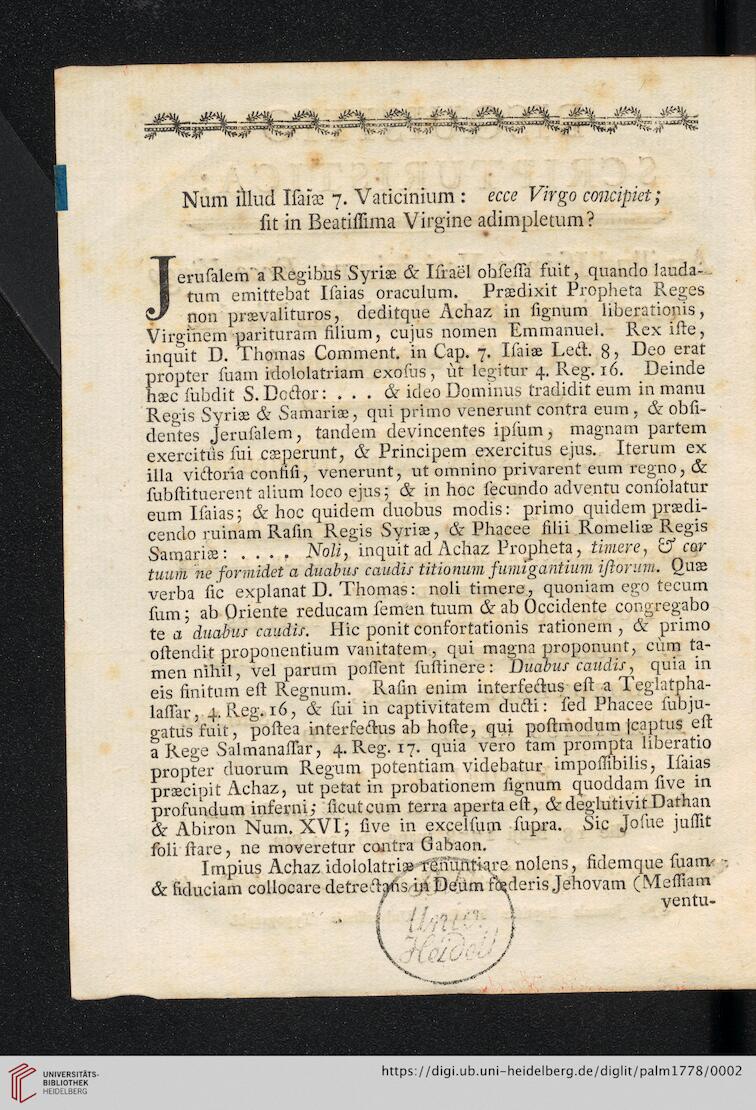 Num illud Iſaiæ 7. Vaticinium: ecce Virgo concipiet;
ſit in Beatiſſima Virgine adimpletum?
Jeruſalem a Regibus Syriæ & Iſraël obſeſſa fuit, quando lauda-
tum emittebat Iſaias oraculum. Prædixit Propheta Reges
non prævalituros, deditque Achaz in ſignum liberationis,
Virginem parituram filium, cujus nomen Emmanuel. Rex iſte,
inquit D. Thomas Comment. in Cap. 7. Iſaiæ Lect. 8, Deo erat
propter ſuam idololatriam exoſus, ùt legitur 4. Reg. 16. Deinde
hæc ſubdit S. Doctor: . . . & ideo Dominus tradidit eum in manu
Regis Syriæ & Samariæ, qui primo venerunt contra eum, & obſi-
dentes Jeruſalem, tandem devincentes ipſum, magnam partem
exercitûs ſui cæperunt, & Principem exercitus ejus. Iterum ex
illa victoria confiſi, venerunt, ut omnino privarent eum regno, &
ſubſtituerent alium loco ejus; & in hoc ſecundo adventu conſolatur
eum Iſaias; & hoc quidem duobus modis: primo quidem prædi-
cendo ruinam Raſin Regis Syriæ, & Phacee filii Romeliæ Regis
Samariæ: . . . . Noli, inquit ad Achaz Propheta, timere, & cor
tuum ne formidet a duabus caudis titionum fumigantium iſtorum. Quæ
verba ſic explanat D. Thomas: noli timere, quoniam ego tecum
ſum; ab Oriente reducam ſemen tuum & ab Occidente congregabo
te a duabus caudis. Hic ponit confortationis rationem, & primo
oſtendit proponentium vanitatem, qui magna proponunt, cùm ta-
men nihil, vel parum poſſent ſuſtinere: Duabus caudis, quia in
eis finitum eſt Regnum. Raſin enim interfectus eſt a Teglatpha-
laſſar, 4. Reg. 16, & ſui in captivitatem ducti: ſed Phacee ſubju-
gatus fuit, poſtea interfectus ab hoſte, qui poſtmodum captus eſt
a Rege Salmanaſſar, 4. Reg. 17. quia vero tam prompta liberatio
propter duorum Regum potentiam videbatur impoſſibilis, Iſaias
præcipit Achaz, ut petat in probationem ſignum quoddam ſive in
profundum inferni; ſicut cum terra aperta eſt, & deglutivit Dathan
& Abiron Num. XVI; ſive in excelſum ſupra. Sic Joſue juſſit
ſoli ſtare, ne moveretur contra Gabaon.
Impius Achaz idololatriæ renuntiare nolens, fidemque ſuam
& fiduciam collocare detrectans in Deum fœderis Jehovam (Meſſiam
ventu-
Univ.
Heidelb
UNIVERSITÄTS-
BIBLIOTHEK
HEIDELBERG
https://digi.ub.uni-heidelberg.de/diglit/palm1778/0002